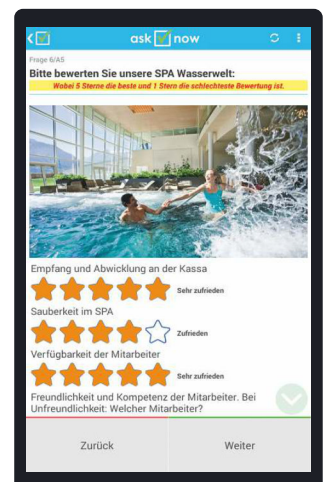 ask now
Frage 6/A5
Bitte bewerten Sie unsere SPA Wasserwelt:
Wobei 5 Sterne die beste und 1 Stern die schlechteste Bewertung ist.
Empfang und Abwicklung an der Kassa
Sehr zufrieden
Sauberkeit im SPA
Zufrieden
Verfügbarkeit der Mitarbeiter
Sehr zufrieden
Freundlichkeit und Kompetenz der Mitarbeiter. Bei
Unfreundlichkeit: Welcher Mitarbeiter?
Zurück
Weiter